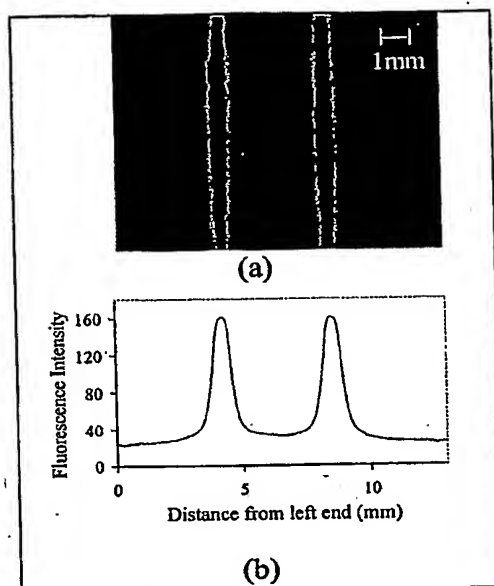 1mm
(a)
160
120
80
40
0
Fluorescence Intensity
0 5 10
Distance from left end (mm)
(b)